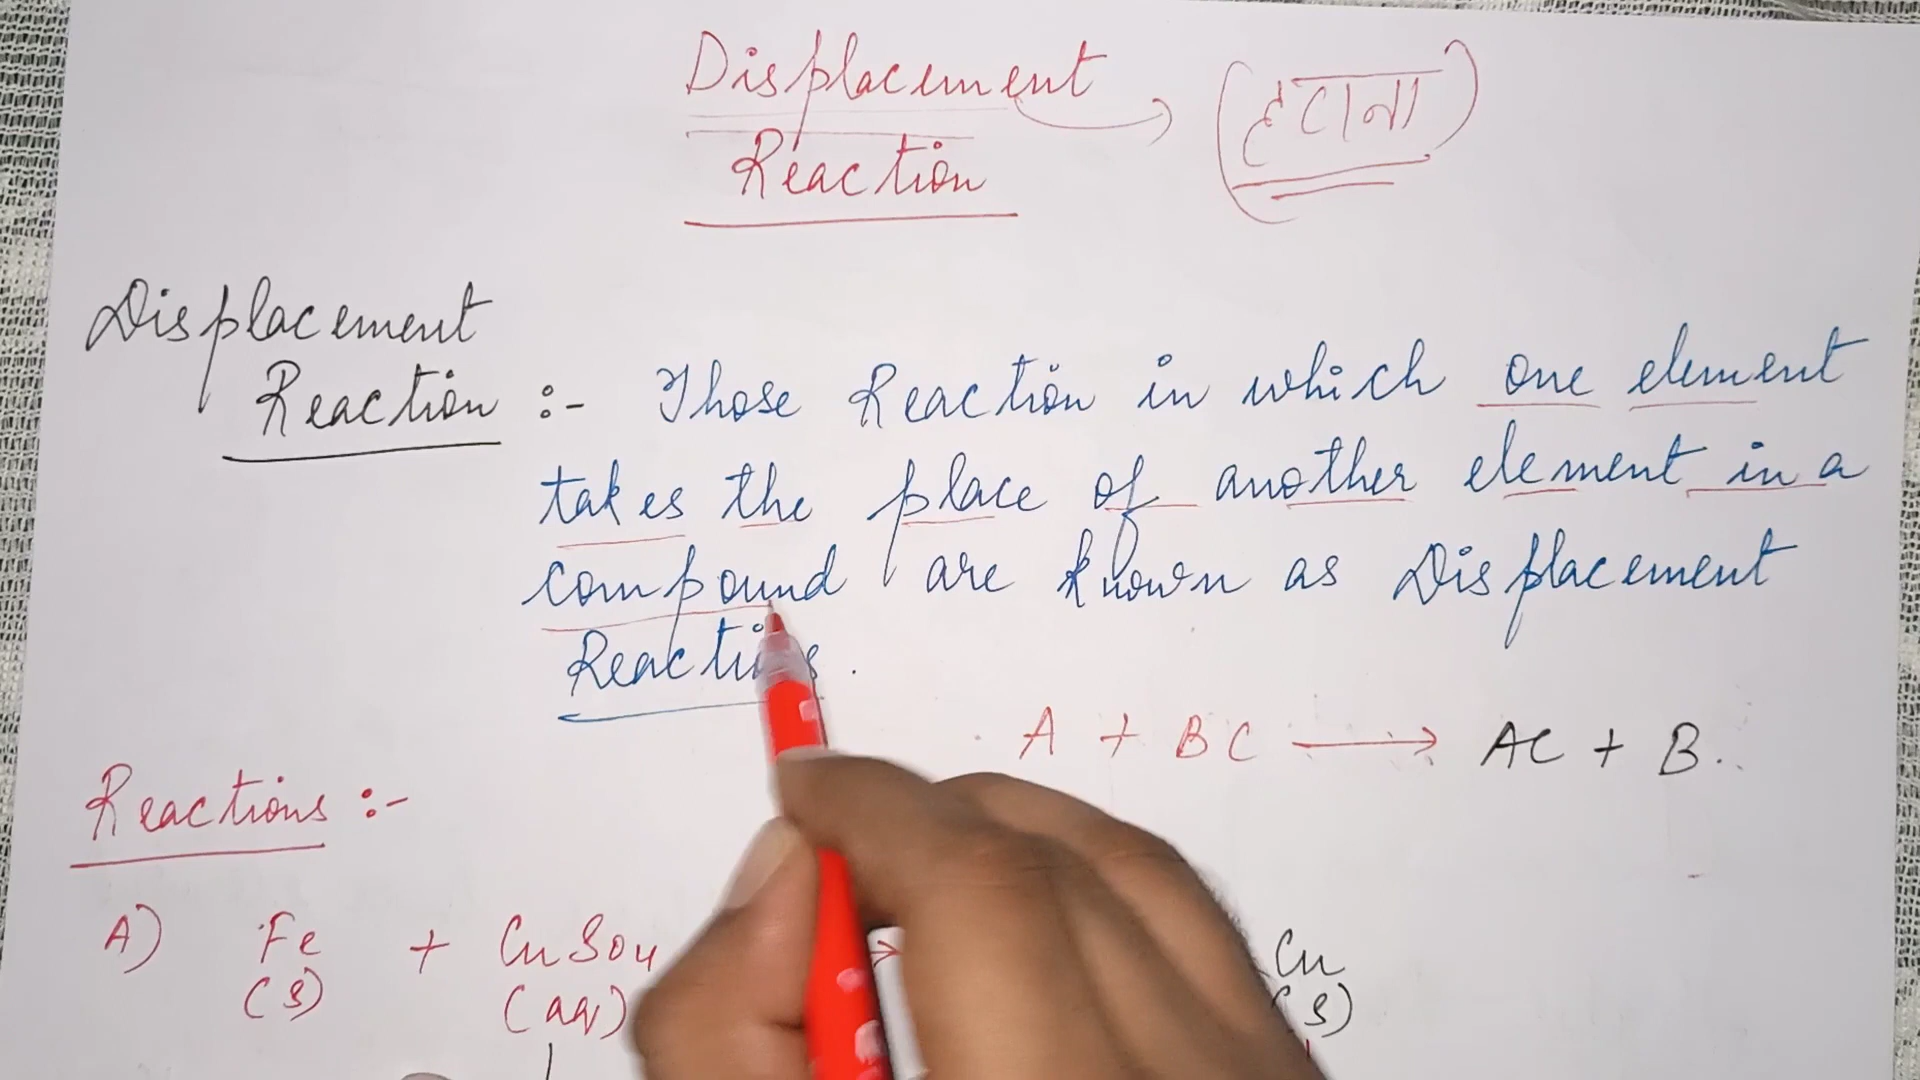 Displacement → (हटाना)
Reaction
Displacement
Reaction :- Those Reaction in which one element
takes the place of another element in a
compound are known as Displacement
Reactions.
A + BC ⟶ AC + B.
Reactions :-
A) Fe + CuSO4 → Cu
(s) (aq) (s)